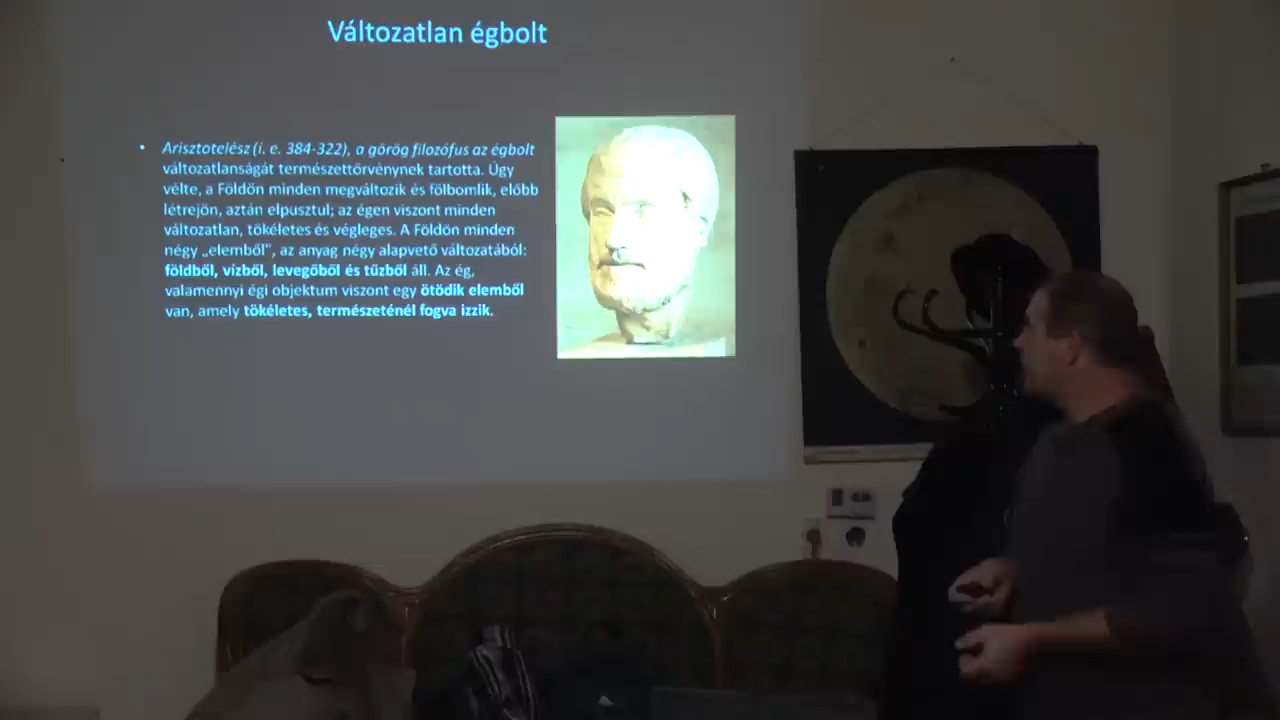 Változatlan égbolt
• Arisztotelész (i. e. 384-322), a görög filozófus az égbolt
változatlanságát természettörvénynek tartotta. Úgy
vélte, a Földön minden megváltozik és fölbomlik, előbb
létrejön, aztán elpusztul; az égen viszont minden
változatlan, tökéletes és végleges. A Földön minden
négy „elemből", az anyag négy alapvető változatából:
földből, vízből, levegőből és tűzből áll. Az ég,
valamennyi égi objektum viszont egy ötödik elemből
van, amely tökéletes, természeténél fogva izzik.